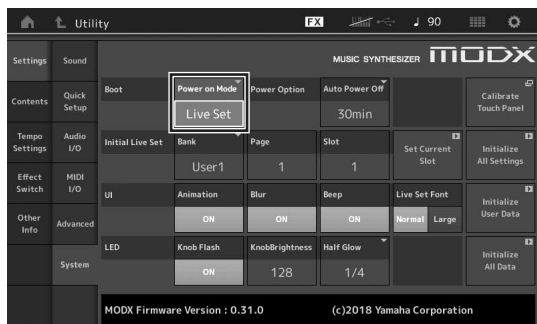 Utility
FX
90
Settings
Sound
MUSIC SYNTHESIZER MODX
Contents
Quick
Setup
Boot
Power on Mode
Live Set
Power Option
Auto Power Off
30min
Calibrate
Touch Panel
Tempo
Settings
Audio
I/O
Initial Live Set
Bank
User1
Page
1
Slot
1
Set Current
Slot
Initialize
All Settings
Effect
Switch
MIDI
I/O
UI
Animation
ON
Blur
ON
Beep
ON
Live Set Font
Normal
Large
Initialize
User Data
Other
Info
Advanced
System
LED
Knob Flash
ON
KnobBrightness
128
Half Glow
1/4
Initialize
All Data
MODX Firmware Version : 0.31.0
(c)2018 Yamaha Corporation